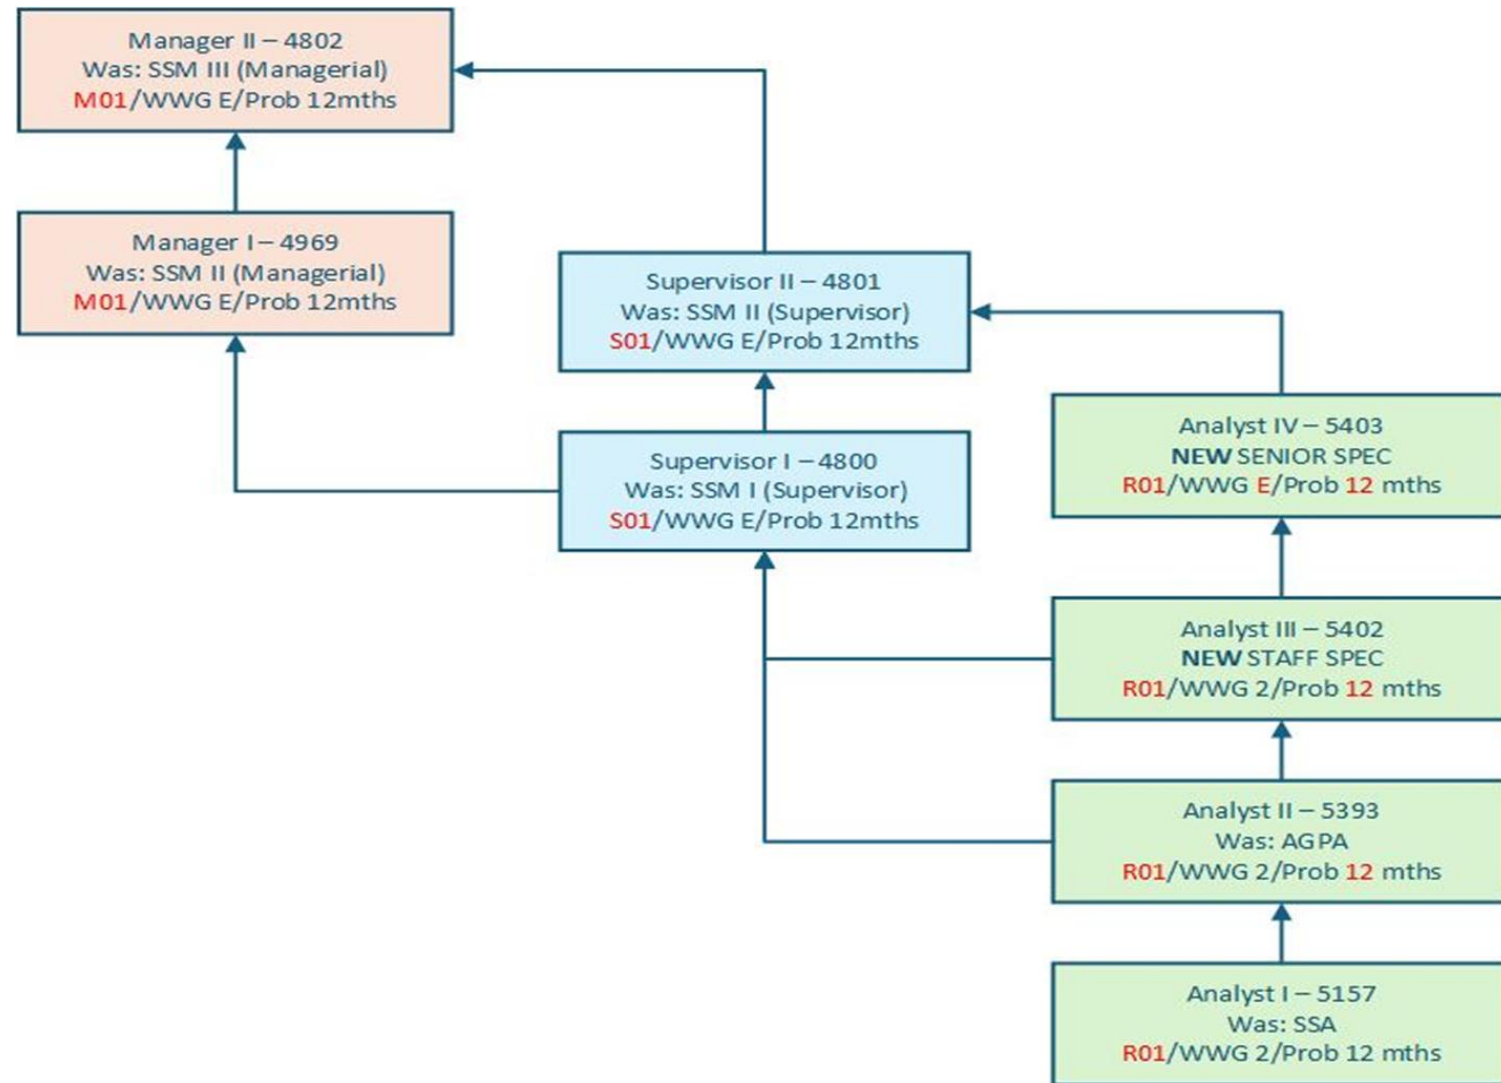 Manager II – 4802
Was: SSM III (Managerial)
M01/WWG E/Prob 12mths
Manager I – 4969
Was: SSM II (Managerial)
M01/WWG E/Prob 12mths
Supervisor II – 4801
Was: SSM II (Supervisor)
S01/WWG E/Prob 12mths
Supervisor I – 4800
Was: SSM I (Supervisor)
S01/WWG E/Prob 12mths
Analyst IV – 5403
NEW SENIOR SPEC
R01/WWG E/Prob 12 mths
Analyst III – 5402
NEW STAFF SPEC
R01/WWG 2/Prob 12 mths
Analyst II – 5393
Was: AGPA
R01/WWG 2/Prob 12 mths
Analyst I – 5157
Was: SSA
R01/WWG 2/Prob 12 mths